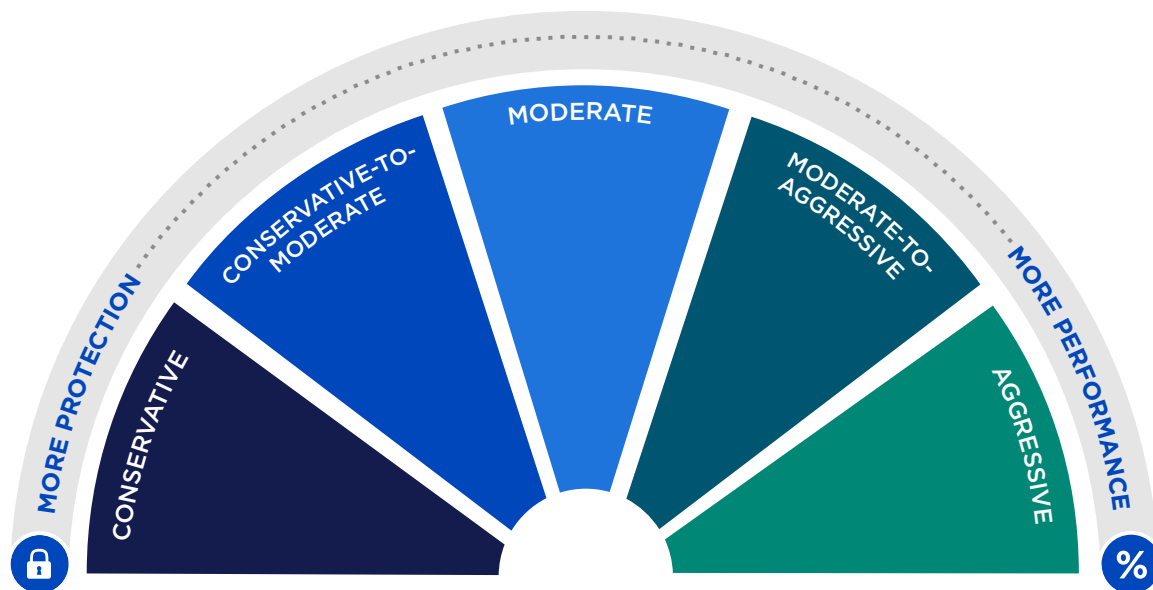 MORE PROTECTION
MORE PERFORMANCE
CONSERVATIVE
CONSERVATIVE-TO-
MODERATE
MODERATE
MODERATE-TO-
AGGRESSIVE
AGGRESSIVE
%